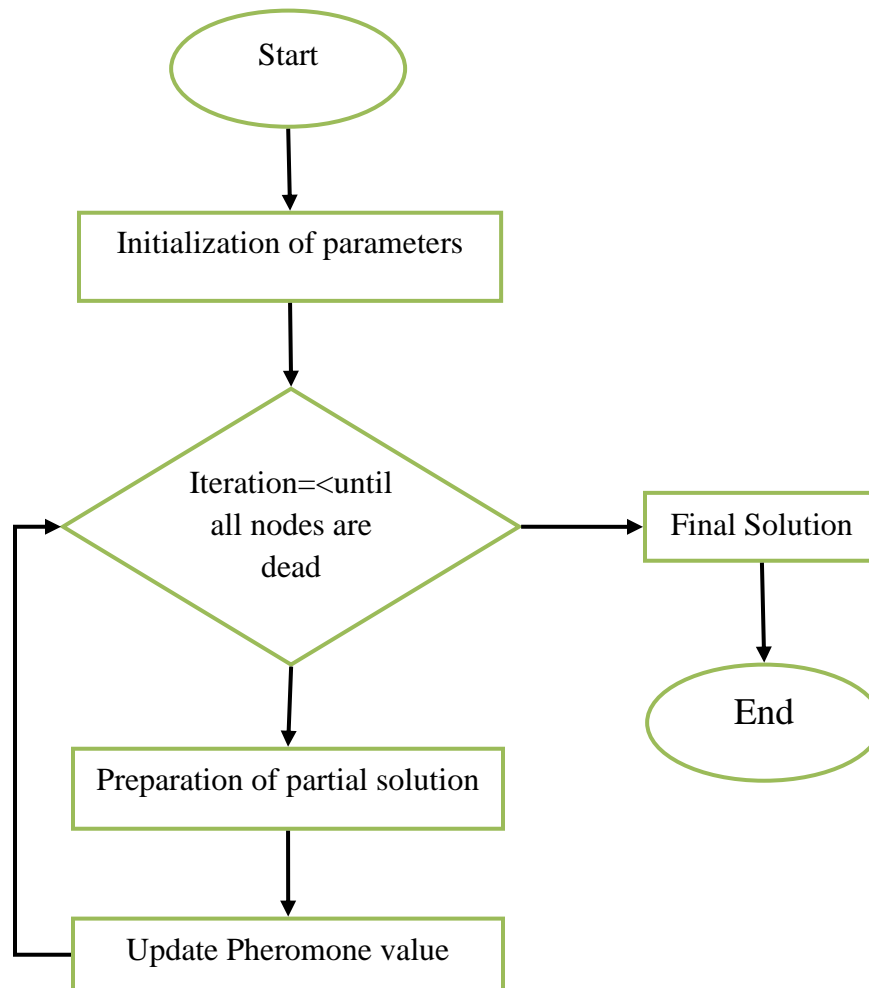 Start
Initialization of parameters
Iteration=<until
all nodes are
dead
Final Solution
End
Preparation of partial solution
Update Pheromone value